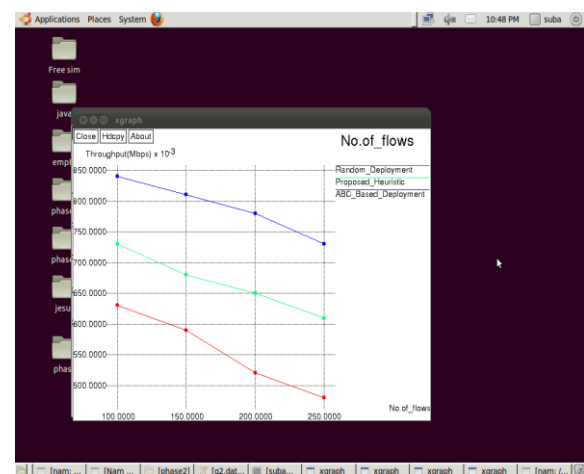 Applications Places System 10:48 PM suba
Free sim
java
xgraph
Close Hdcpy About
No.of_flows
Throughput(Mbps) x 10-3
Random_Deployment
Proposed_Heuristic
ABC_Based_Deployment
850.0000
800.0000
750.0000
700.0000
650.0000
600.0000
550.0000
500.0000
No.of_flows
100.0000 150.0000 200.0000 250.0000
empt
phase
phas
jesu
phas
[nam: ... [Nam ... [phase2] [g2.dat... [suba... xgraph xgraph xgraph xgraph [nam: /...